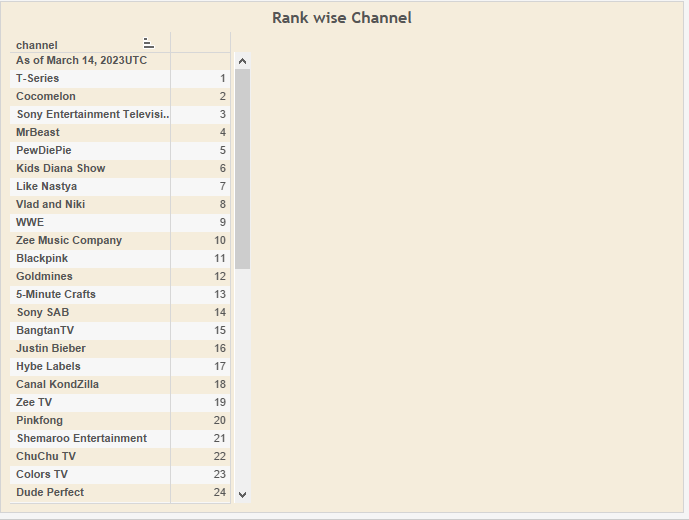 Rank wise Channel
channel
As of March 14, 2023UTC
T-Series 1
Cocomelon 2
Sony Entertainment Televisi.. 3
MrBeast 4
PewDiePie 5
Kids Diana Show 6
Like Nastya 7
Vlad and Niki 8
WWE 9
Zee Music Company 10
Blackpink 11
Goldmines 12
5-Minute Crafts 13
Sony SAB 14
BangtanTV 15
Justin Bieber 16
Hybe Labels 17
Canal KondZilla 18
Zee TV 19
Pinkfong 20
Shemaroo Entertainment 21
ChuChu TV 22
Colors TV 23
Dude Perfect 24